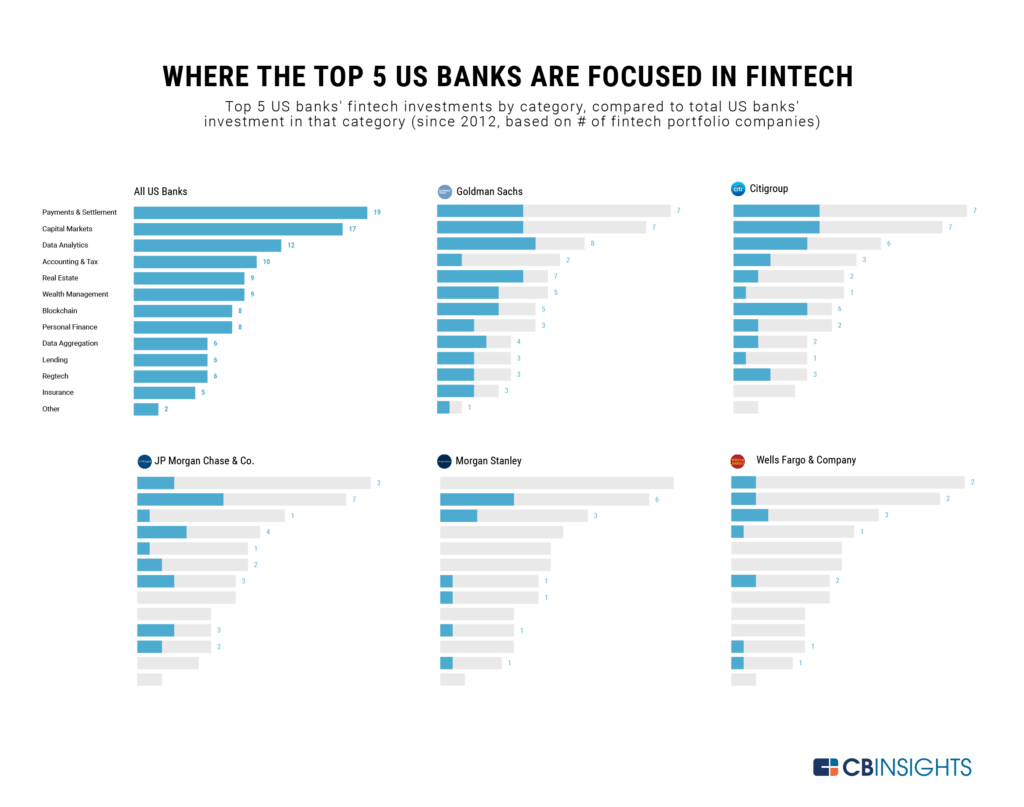 WHERE THE TOP 5 US BANKS ARE FOCUSED IN FINTECH
Top 5 US banks' fintech investments by category, compared to total US banks'
investment in that category (since 2012, based on # of fintech portfolio companies)
All US Banks
Payments & Settlement 19
Capital Markets 17
Data Analytics 12
Accounting & Tax 10
Real Estate 9
Wealth Management 9
Blockchain 8
Personal Finance 8
Data Aggregation 6
Lending 6
Regtech 6
Insurance 5
Other 2
Goldman Sachs
7
7
8
2
7
5
5
3
4
3
3
3
1
citi Citigroup
7
7
6
3
2
1
6
2
2
1
3
JP Morgan Chase & Co.
3
7
1
4
1
2
3
3
2
Morgan Stanley
6
3
1
1
1
1
Wells Fargo & Company
2
2
3
1
2
1
1
CBINSIGHTS